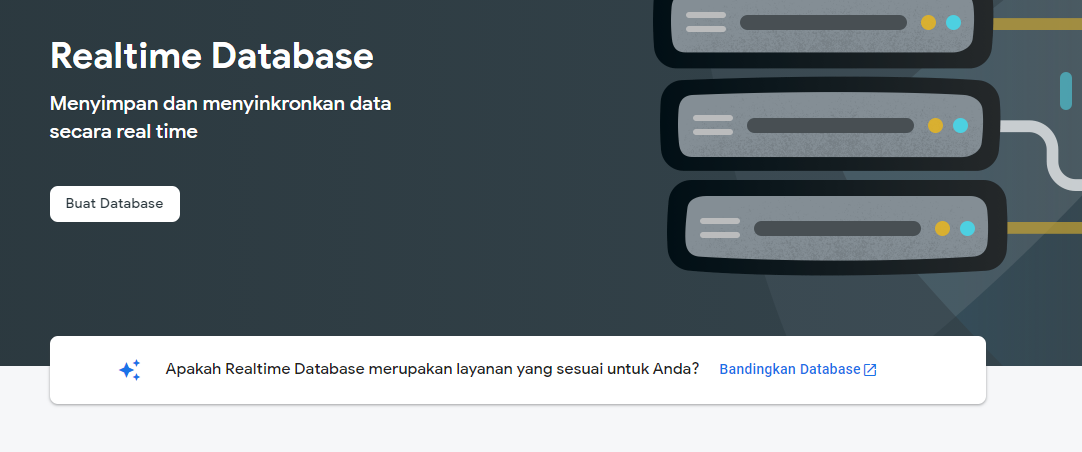 Realtime Database
Menyimpan dan menyinkronkan data
secara real time
Buat Database
Apakah Realtime Database merupakan layanan yang sesuai untuk Anda? Bandingkan Database